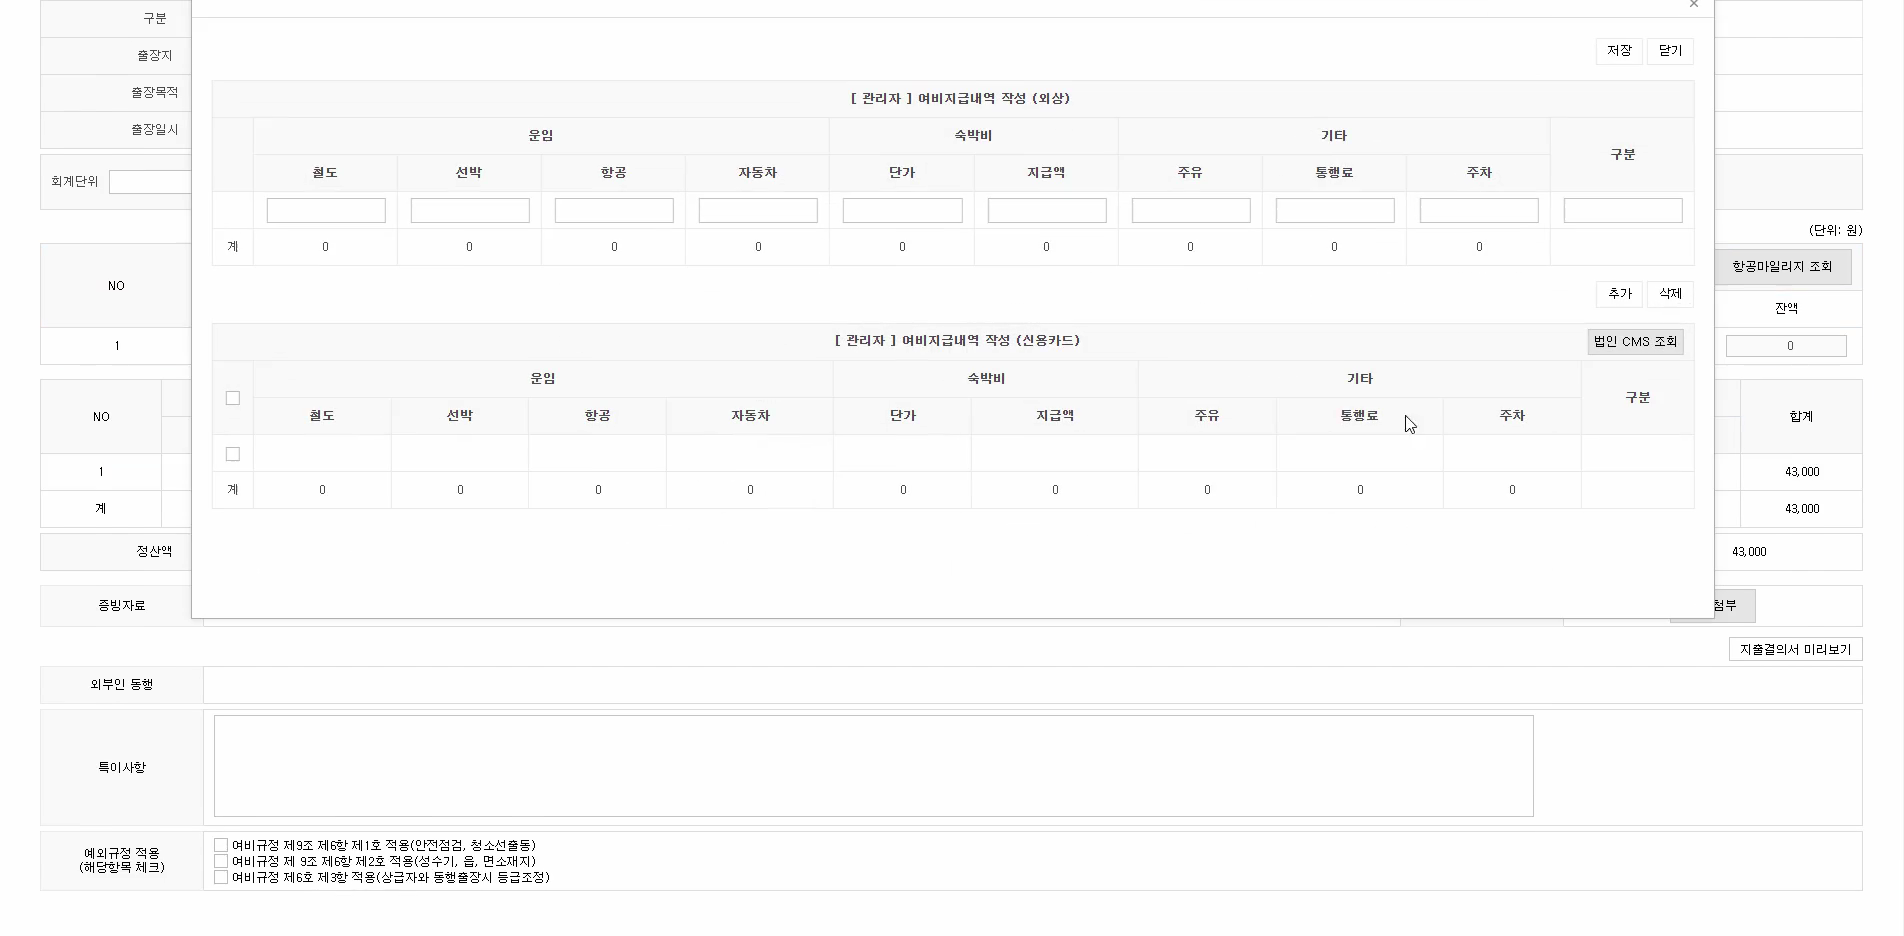 ×
구분
출장지
출장목적
출장일시
회계단위
저장 닫기
[ 관리자 ] 여비지급내역 작성 (외상)
운임 숙박비 기타 구분
철도 선박 항공 자동차 단가 지급액 주유 통행료 주차
계 0 0 0 0 0 0 0 0 0
(단위: 원)
항공마일리지 조회
NO
잔액
추가 삭제
[ 관리자 ] 여비지급내역 작성 (신용카드) 법인 CMS 조회
1
0
운임 숙박비 기타 구분
철도 선박 항공 자동차 단가 지급액 주유 통행료 주차
계 0 0 0 0 0 0 0 0 0
NO 합계
1 43,000
계 43,000
정산액 43,000
증빙자료 첨부
지출결의서 미리보기
외부인 동행
특이사항
예외규정 적용
(해당항목 체크)
여비규정 제9조 제6항 제1호 적용(안전점검, 청소선출동)
여비규정 제 9조 제6항 제2호 적용(성수기, 읍, 면소재지)
여비규정 제6호 제3항 적용(상급자와 동행출장시 등급조정)